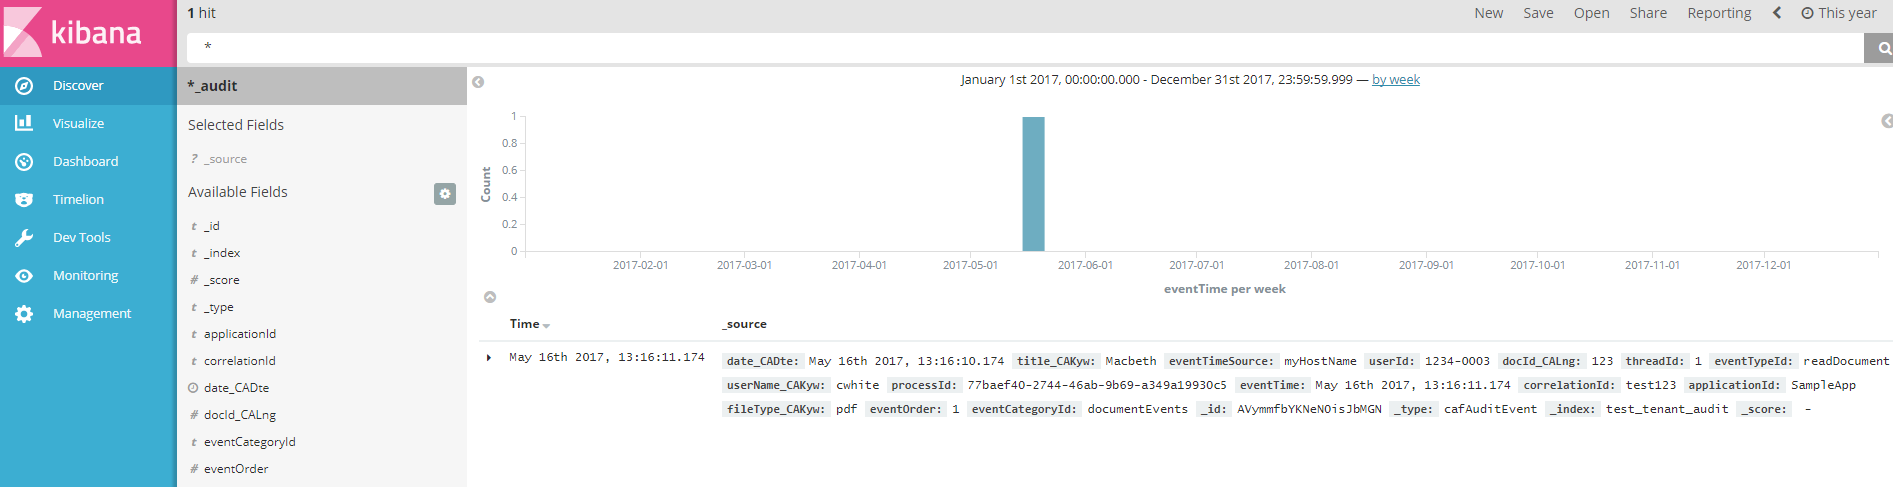 kibana
Discover
Visualize
Dashboard
Timelion
Dev Tools
Monitoring
Management
1 hit
New Save Open Share Reporting This year
*
*_audit
Selected Fields
? _source
Available Fields
t _id
t _index
# _score
t _type
t applicationId
t correlationId
date_CADte
# docId_CALng
t eventCategoryId
# eventOrder
January 1st 2017, 00:00:00.000 - December 31st 2017, 23:59:59.999 — by week
Count
1
0.8
0.6
0.4
0.2
0
2017-02-01 2017-03-01 2017-04-01 2017-05-01 2017-06-01 2017-07-01 2017-08-01 2017-09-01 2017-10-01 2017-11-01 2017-12-01
eventTime per week
Time _source
May 16th 2017, 13:16:11.174 date_CADte: May 16th 2017, 13:16:10.174 title_CAKyw: Macbeth eventTimeSource: myHostName userId: 1234-0003 docId_CALng: 123 threadId: 1 eventTypeId: readDocument
userName_CAKyw: cwhite processId: 77baef40-2744-46ab-9b69-a349a19930c5 eventTime: May 16th 2017, 13:16:11.174 correlationId: test123 applicationId: SampleApp
fileType_CAKyw: pdf eventOrder: 1 eventCategoryId: documentEvents _id: AVymmfbYKNeNOisJbMGN _type: cafAuditEvent _index: test_tenant_audit _score: -